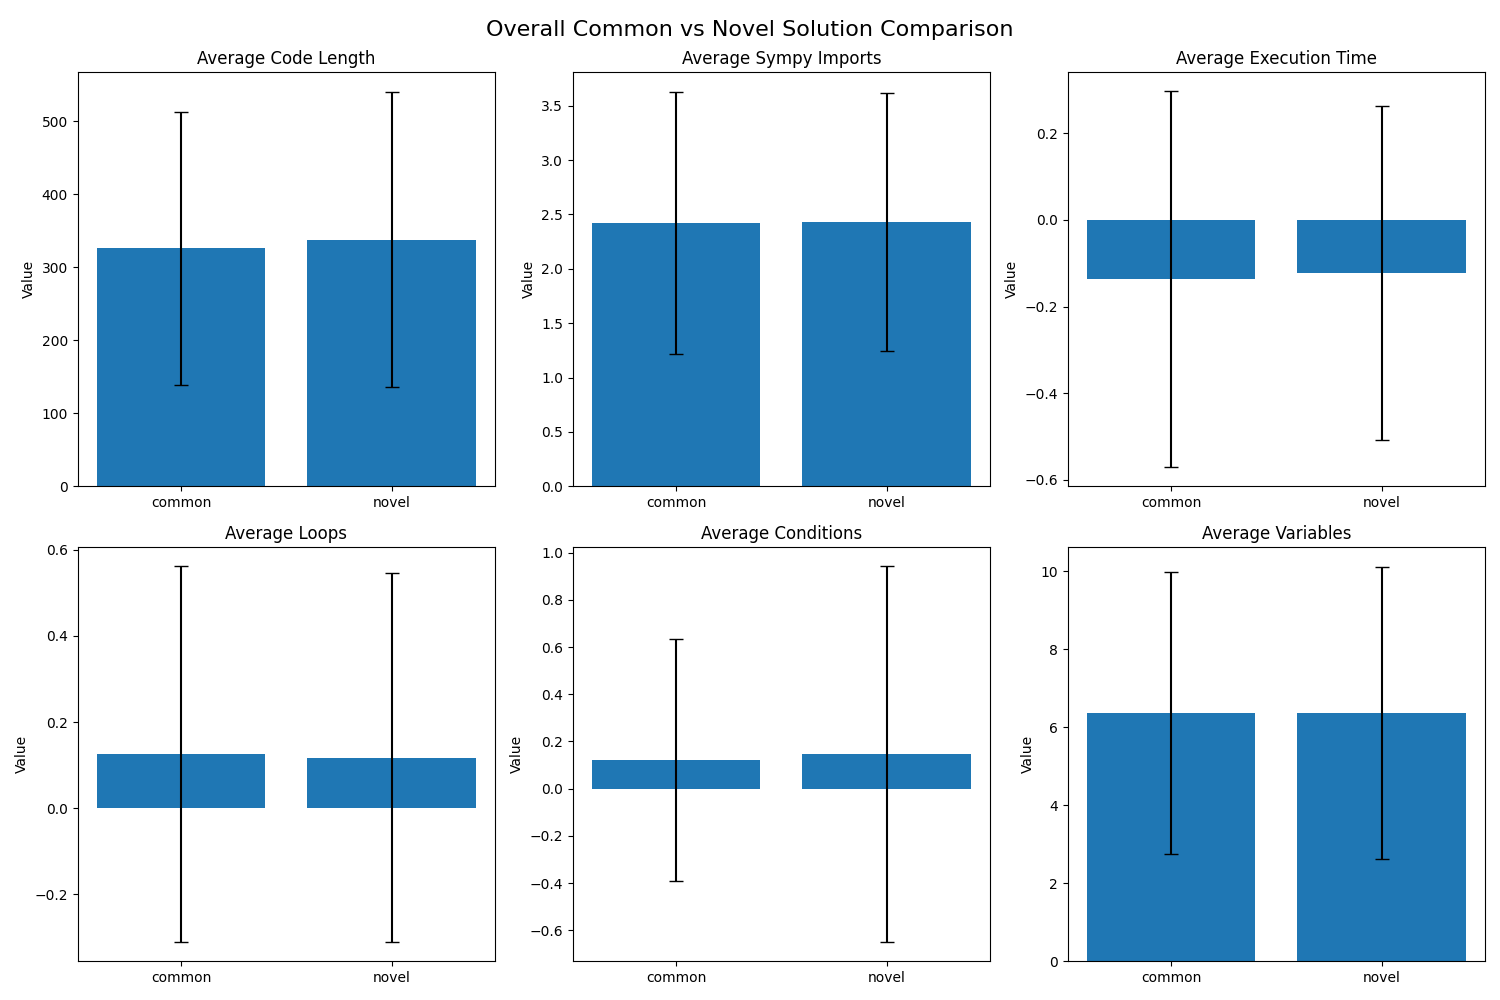 Overall Common vs Novel Solution Comparison
Average Code Length
Value
500
400
300
200
100
0
common novel
Average Sympy Imports
Value
3.5
3.0
2.5
2.0
1.5
1.0
0.5
0.0
common novel
Average Execution Time
Value
0.2
0.0
−0.2
−0.4
−0.6
common novel
Average Loops
Value
0.6
0.4
0.2
0.0
−0.2
common novel
Average Conditions
Value
1.0
0.8
0.6
0.4
0.2
0.0
−0.2
−0.4
−0.6
common novel
Average Variables
Value
10
8
6
4
2
0
common novel